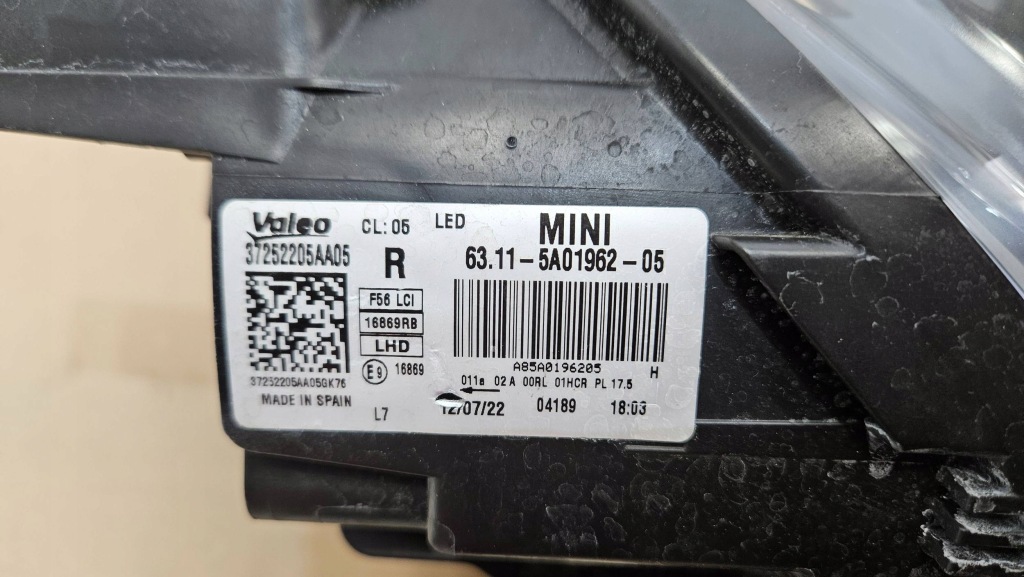 Valeo CL: 05 LED MINI
37252205AA05 R 63.11-5A01962-05
F56 LCI
16869RB
LHD
E9 16869
A85A0196205 H
37252205AA05GK76
011a 02A 00RL 01HCR PL 17.5
MADE IN SPAIN
L7 12/07/22 04189 18:03